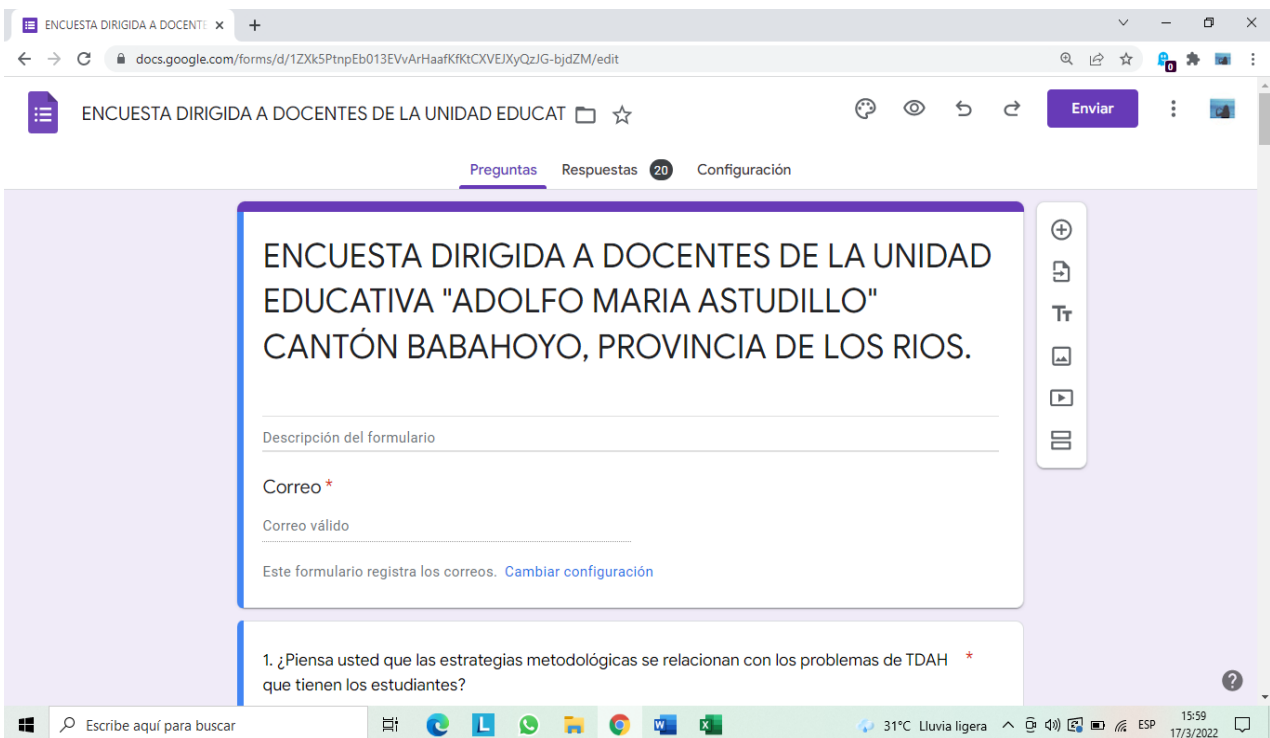 ENCUESTA DIRIGIDA A DOCENTE
docs.google.com/forms/d/1ZXk5PtnpEb013EVvArHaafKfKtCXVEJXyQzJG-bjdZM/edit
0
ENCUESTA DIRIGIDA A DOCENTES DE LA UNIDAD EDUCAT
Enviar
Preguntas Respuestas 20 Configuración
ENCUESTA DIRIGIDA A DOCENTES DE LA UNIDAD
EDUCATIVA "ADOLFO MARIA ASTUDILLO"
CANTÓN BABAHOYO, PROVINCIA DE LOS RIOS.
Tт
Descripción del formulario
Correo *
Correo válido
Este formulario registra los correos. Cambiar configuración
1. ¿Piensa usted que las estrategias metodológicas se relacionan con los problemas de TDAH *
que tienen los estudiantes?
Escribe aquí para buscar
L
W
X
31°C Lluvia ligera
ESP
15:59
17/3/2022